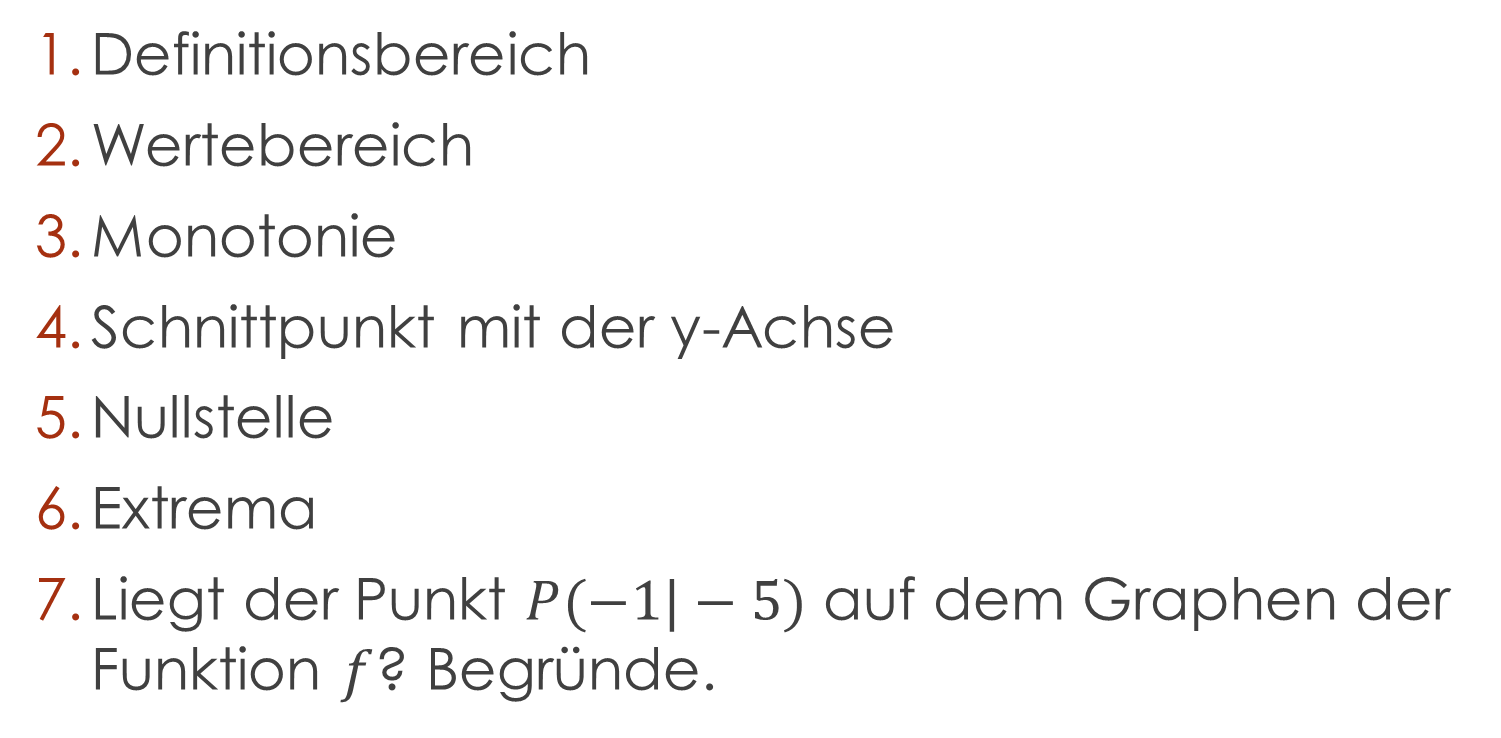 1. Definitionsbereich
2. Wertebereich
3. Monotonie
4. Schnittpunkt mit der y-Achse
5. Nullstelle
6. Extrema
7. Liegt der Punkt 𝑃(−1| − 5) auf dem Graphen der
Funktion 𝑓? Begründe.